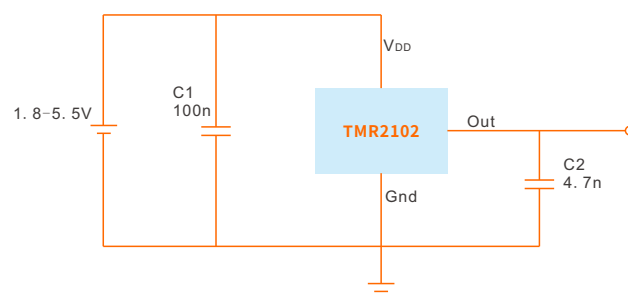 VDD
C1
100n
1.8-5.5V
TMR2102
Out
C2
4.7n
Gnd